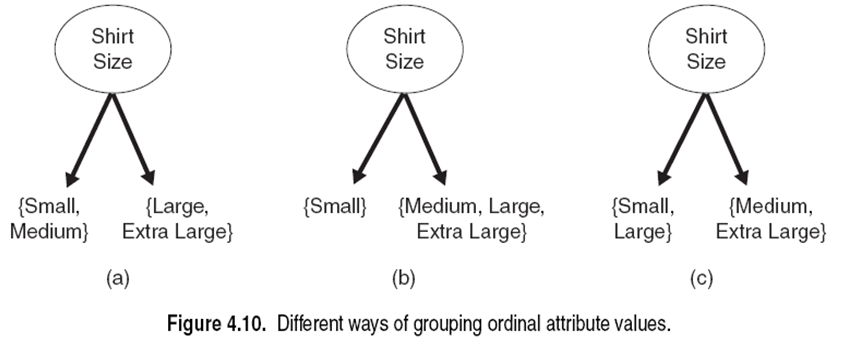 Shirt
Size
Shirt
Size
Shirt
Size
{Small,
Medium}
{Large,
Extra Large}
{Small}
{Medium, Large,
Extra Large}
{Small,
Large}
{Medium,
Extra Large}
(a)
(b)
(c)
Figure 4.10. Different ways of grouping ordinal attribute values.